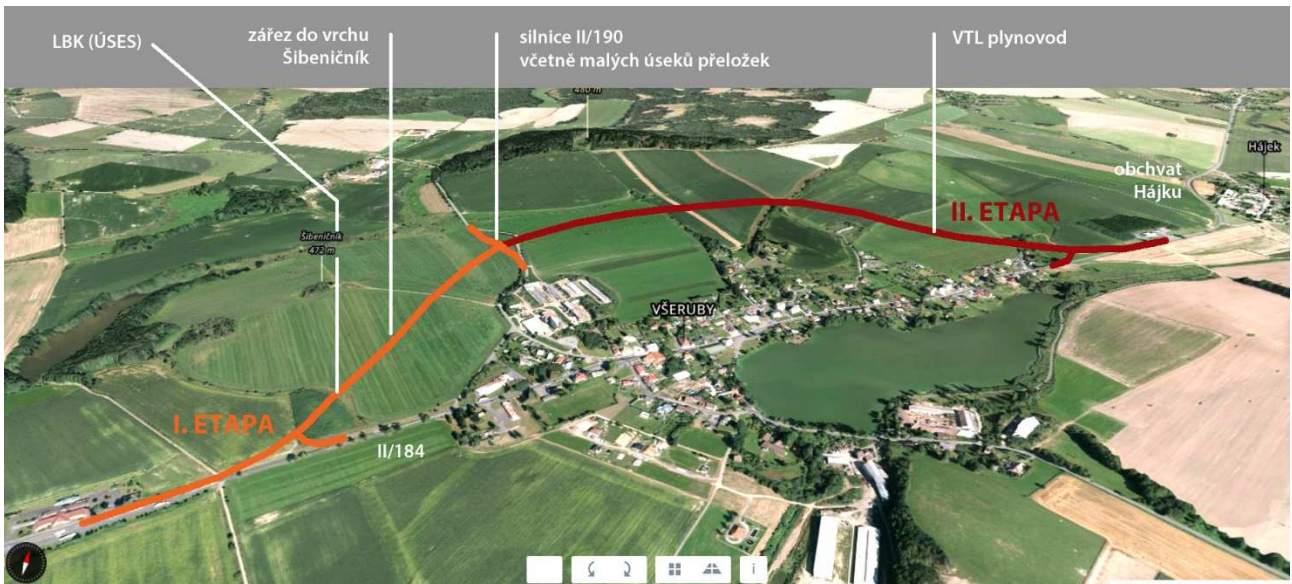 LBK (ÚSES)
zářez do vrchu
Šibeničník
silnice II/190
včetně malých úseků přeložek
VTL plynovod
480 m
Hájek
obchvat
Hájku
II. ETAPA
Šibeničník
472 m
VŠERUBY
I. ETAPA
II/184
i